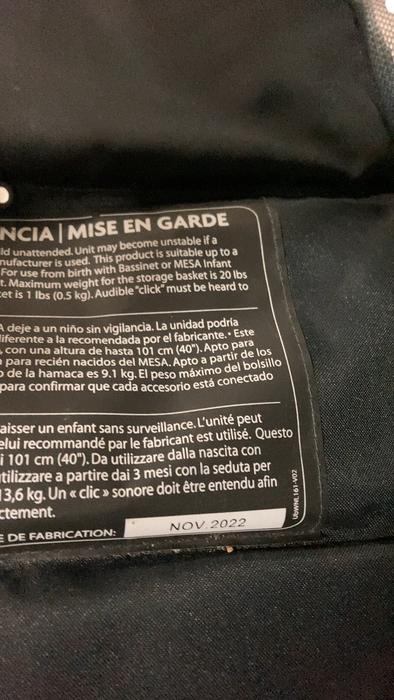 NCIA | MISE EN GARDE
ld unattended. Unit may become unstable if a
nufacturer is used. This product is suitable up to a
For use from birth with Bassinet or MESA Infant
t. Maximum weight for the storage basket is 20 lbs
et is 1 lbs (0.5 kg). Audible "click" must be heard to
A deje a un niño sin vigilancia. La unidad podría
liferente a la recomendada por el fabricante. • Este
, con una altura de hasta 101 cm (40"). Apto para
para recién nacidos del MESA. Apto a partir de los
o de la hamaca es 9.1 kg. El peso máximo del bolsillo
para confirmar que cada accesorio está conectado
aisser un enfant sans surveillance. L'unité peut
elui recommandé par le fabricant est utilisé. Questo
i 101 cm (40"). Da utilizzare dalla nascita con
tilizzare a partire dai 3 mesi con la seduta per
13,6 kg. Un « clic » sonore doit être entendu afin
ctement.
E DE FABRICATION: NOV.2022